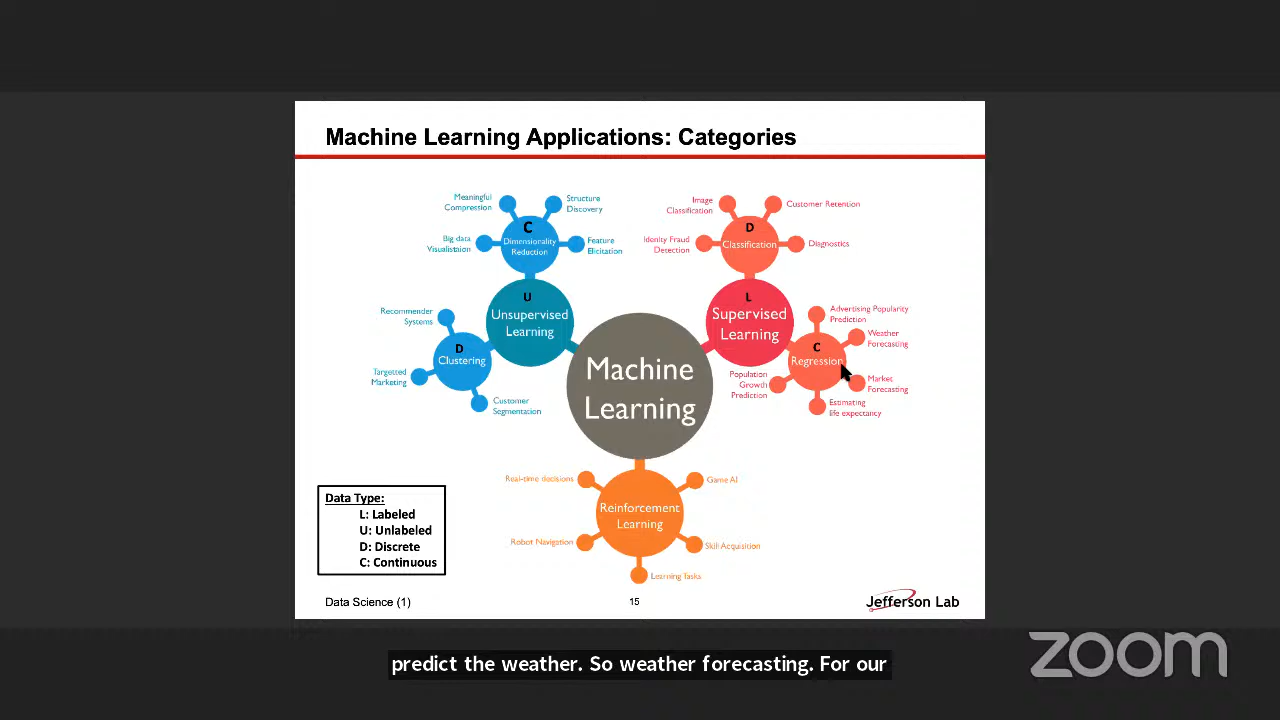 Machine Learning Applications: Categories
Meaningful
Compression
Structure
Discovery
C
Dimensionality
Reduction
Big data
Visualistaion
Feature
Elicitation
U
Unsupervised
Learning
Recommender
Systems
D
Clustering
Targetted
Marketing
Customer
Segmentation
Image
Classification
Customer Retention
D
Classification
Idenity Fraud
Detection
Diagnostics
L
Supervised
Learning
Advertising Popularity
Prediction
Weather
Forecasting
C
Regression
Population
Growth
Prediction
Market
Forecasting
Estimating
life expectancy
Machine
Learning
Real-time decisions
Game AI
Reinforcement
Learning
Robot Navigation
Skill Acquisition
Learning Tasks
Data Type:
L: Labeled
U: Unlabeled
D: Discrete
C: Continuous
Data Science (1)
15
Jefferson Lab
predict the weather. So weather forecasting. For our
zoom